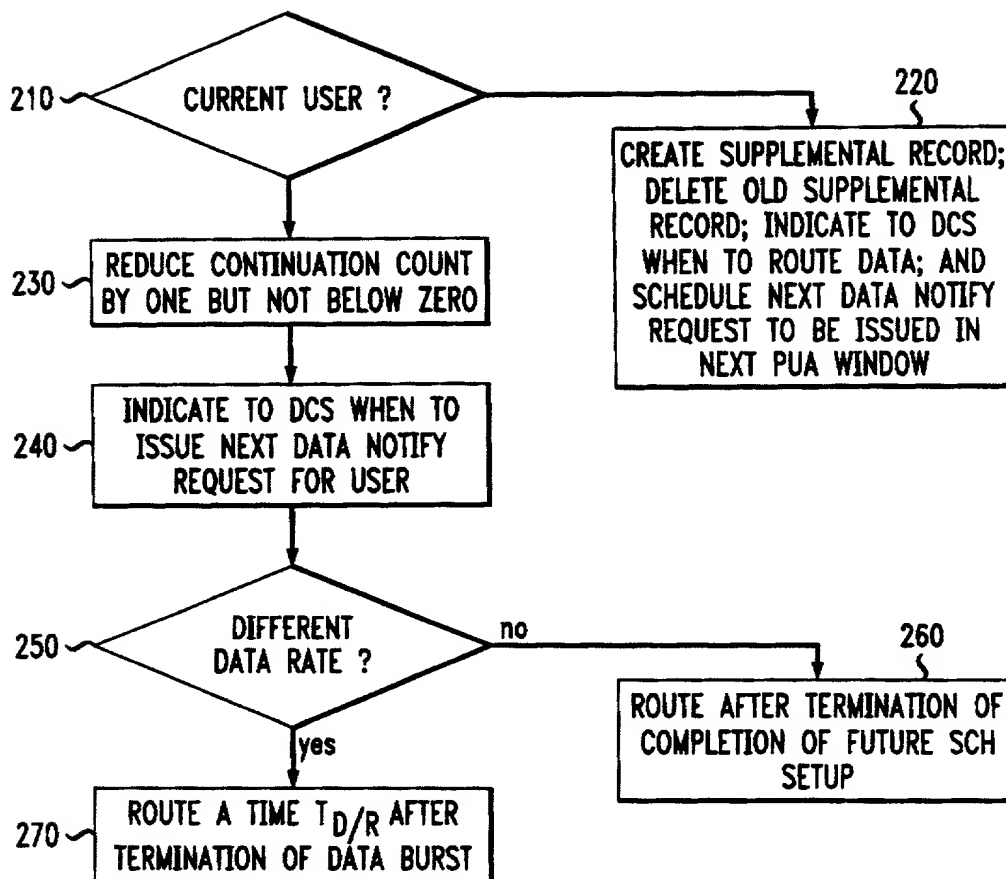 210
CURRENT USER ?
220
CREATE SUPPLEMENTAL RECORD;
DELETE OLD SUPPLEMENTAL
RECORD; INDICATE TO DCS
WHEN TO ROUTE DATA; AND
SCHEDULE NEXT DATA NOTIFY
REQUEST TO BE ISSUED IN
NEXT PUA WINDOW
230
REDUCE CONTINUATION COUNT
BY ONE BUT NOT BELOW ZERO
240
INDICATE TO DCS WHEN TO
ISSUE NEXT DATA NOTIFY
REQUEST FOR USER
250
DIFFERENT
DATA RATE ?
no
260
ROUTE AFTER TERMINATION OF
COMPLETION OF FUTURE SCH
SETUP
yes
270
ROUTE A TIME T_D/R AFTER
TERMINATION OF DATA BURST